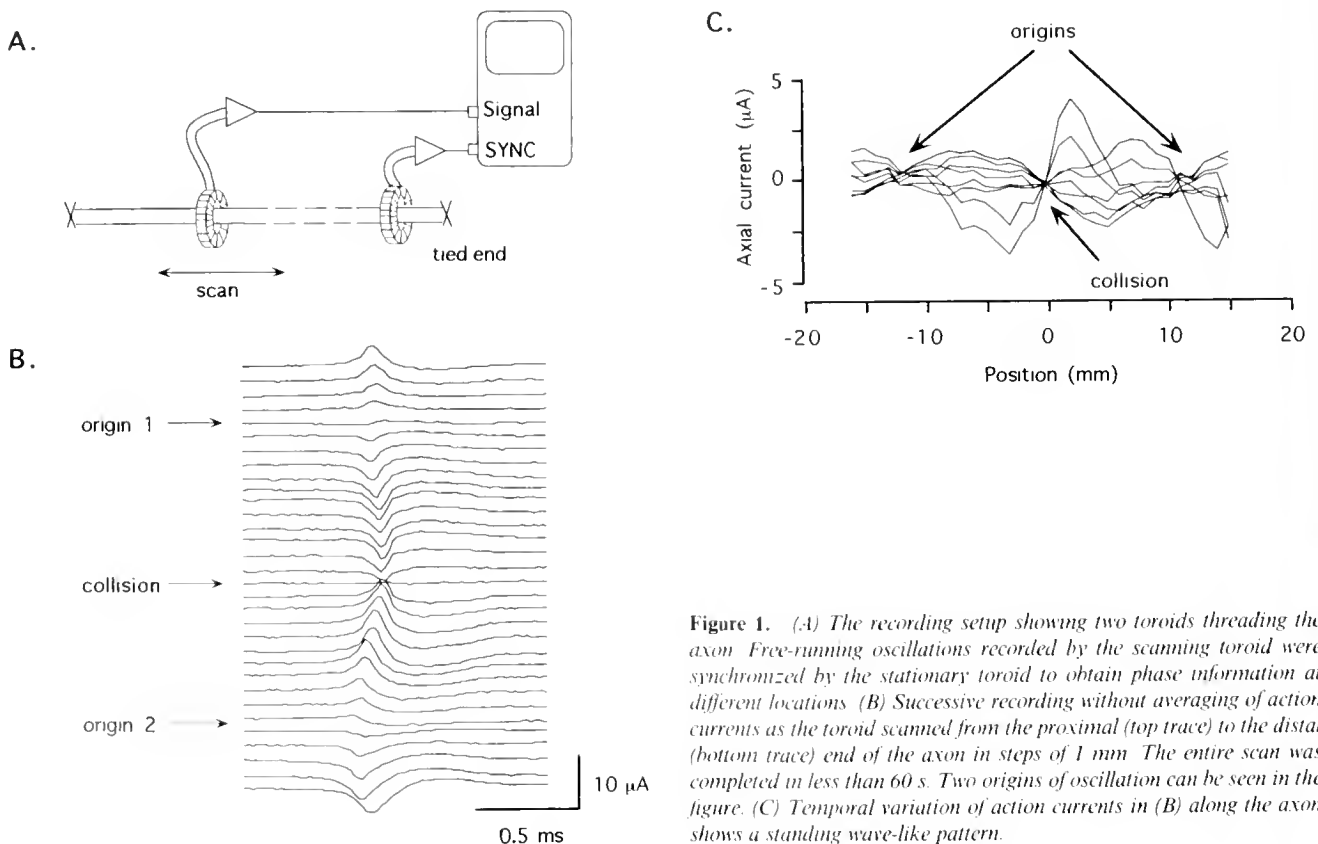 A.
Signal
SYNC
tied end
scan
B.
origin 1
collision
origin 2
10 μA
0.5 ms
C.
origins
5
0
-5
Axial current (μA)
collision
-20 -10 0 10 20
Position (mm)
Figure 1. (A) The recording setup showing two toroids threading the
axon Free-running oscillations recorded by the scanning toroid were
synchronized by the stationary toroid to obtain phase information at
different locations (B) Successive recording without averaging of action
currents as the toroid scanned from the proximal (top trace) to the distal
(bottom trace) end of the axon in steps of 1 mm The entire scan was
completed in less than 60 s. Two origins of oscillation can be seen in the
figure. (C) Temporal variation of action currents in (B) along the axon
shows a standing wave-like pattern.